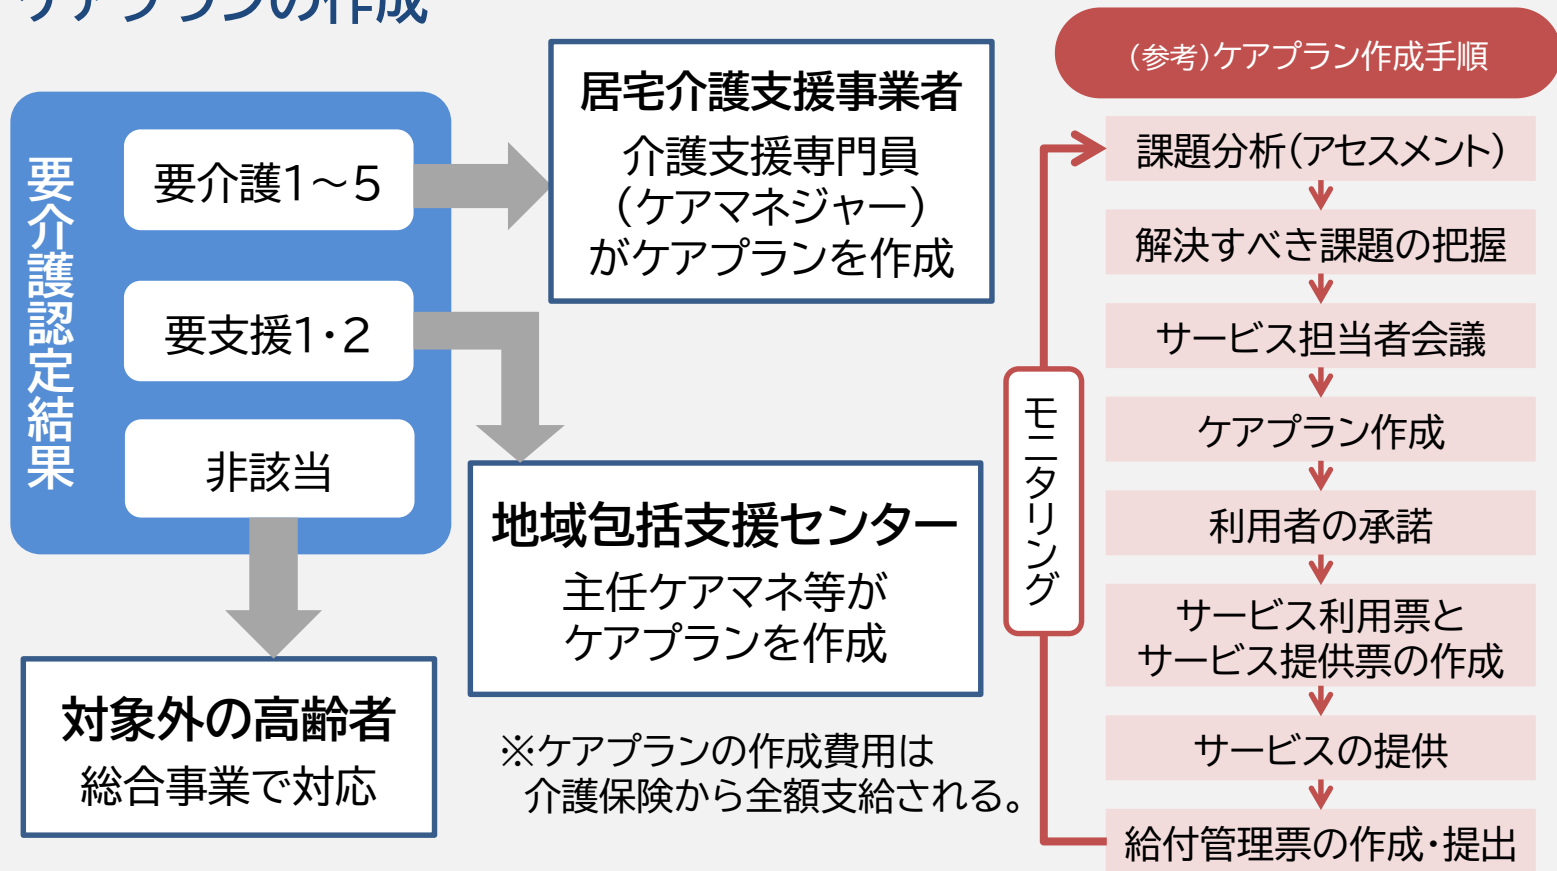 ケアプランの作成
要介護認定結果
要介護1～5
要支援1・2
非該当
居宅介護支援事業者
介護支援専門員
（ケアマネジャー）
がケアプランを作成
地域包括支援センター
主任ケアマネ等が
ケアプランを作成
対象外の高齢者
総合事業で対応
※ケアプランの作成費用は
介護保険から全額支給される。
（参考）ケアプラン作成手順
課題分析（アセスメント）
解決すべき課題の把握
サービス担当者会議
ケアプラン作成
利用者の承諾
サービス利用票と
サービス提供票の作成
サービスの提供
給付管理票の作成・提出
モニタリング